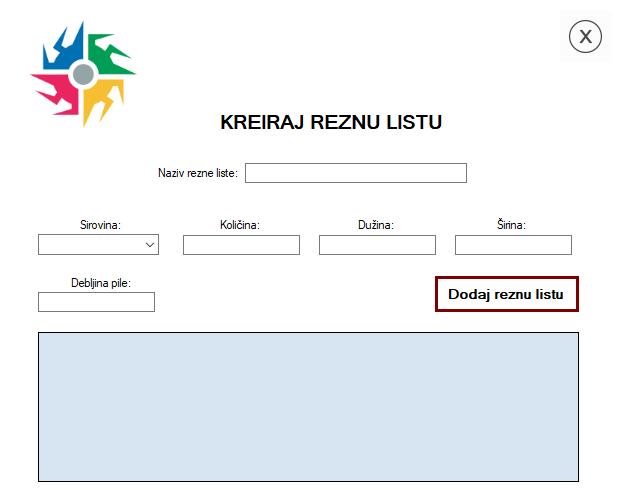 X
KREIRAJ REZNU LISTU
Naziv rezne liste:
Sirovina: Količina: Dužina: Širina:
Debljina pile:
Dodaj reznu listu